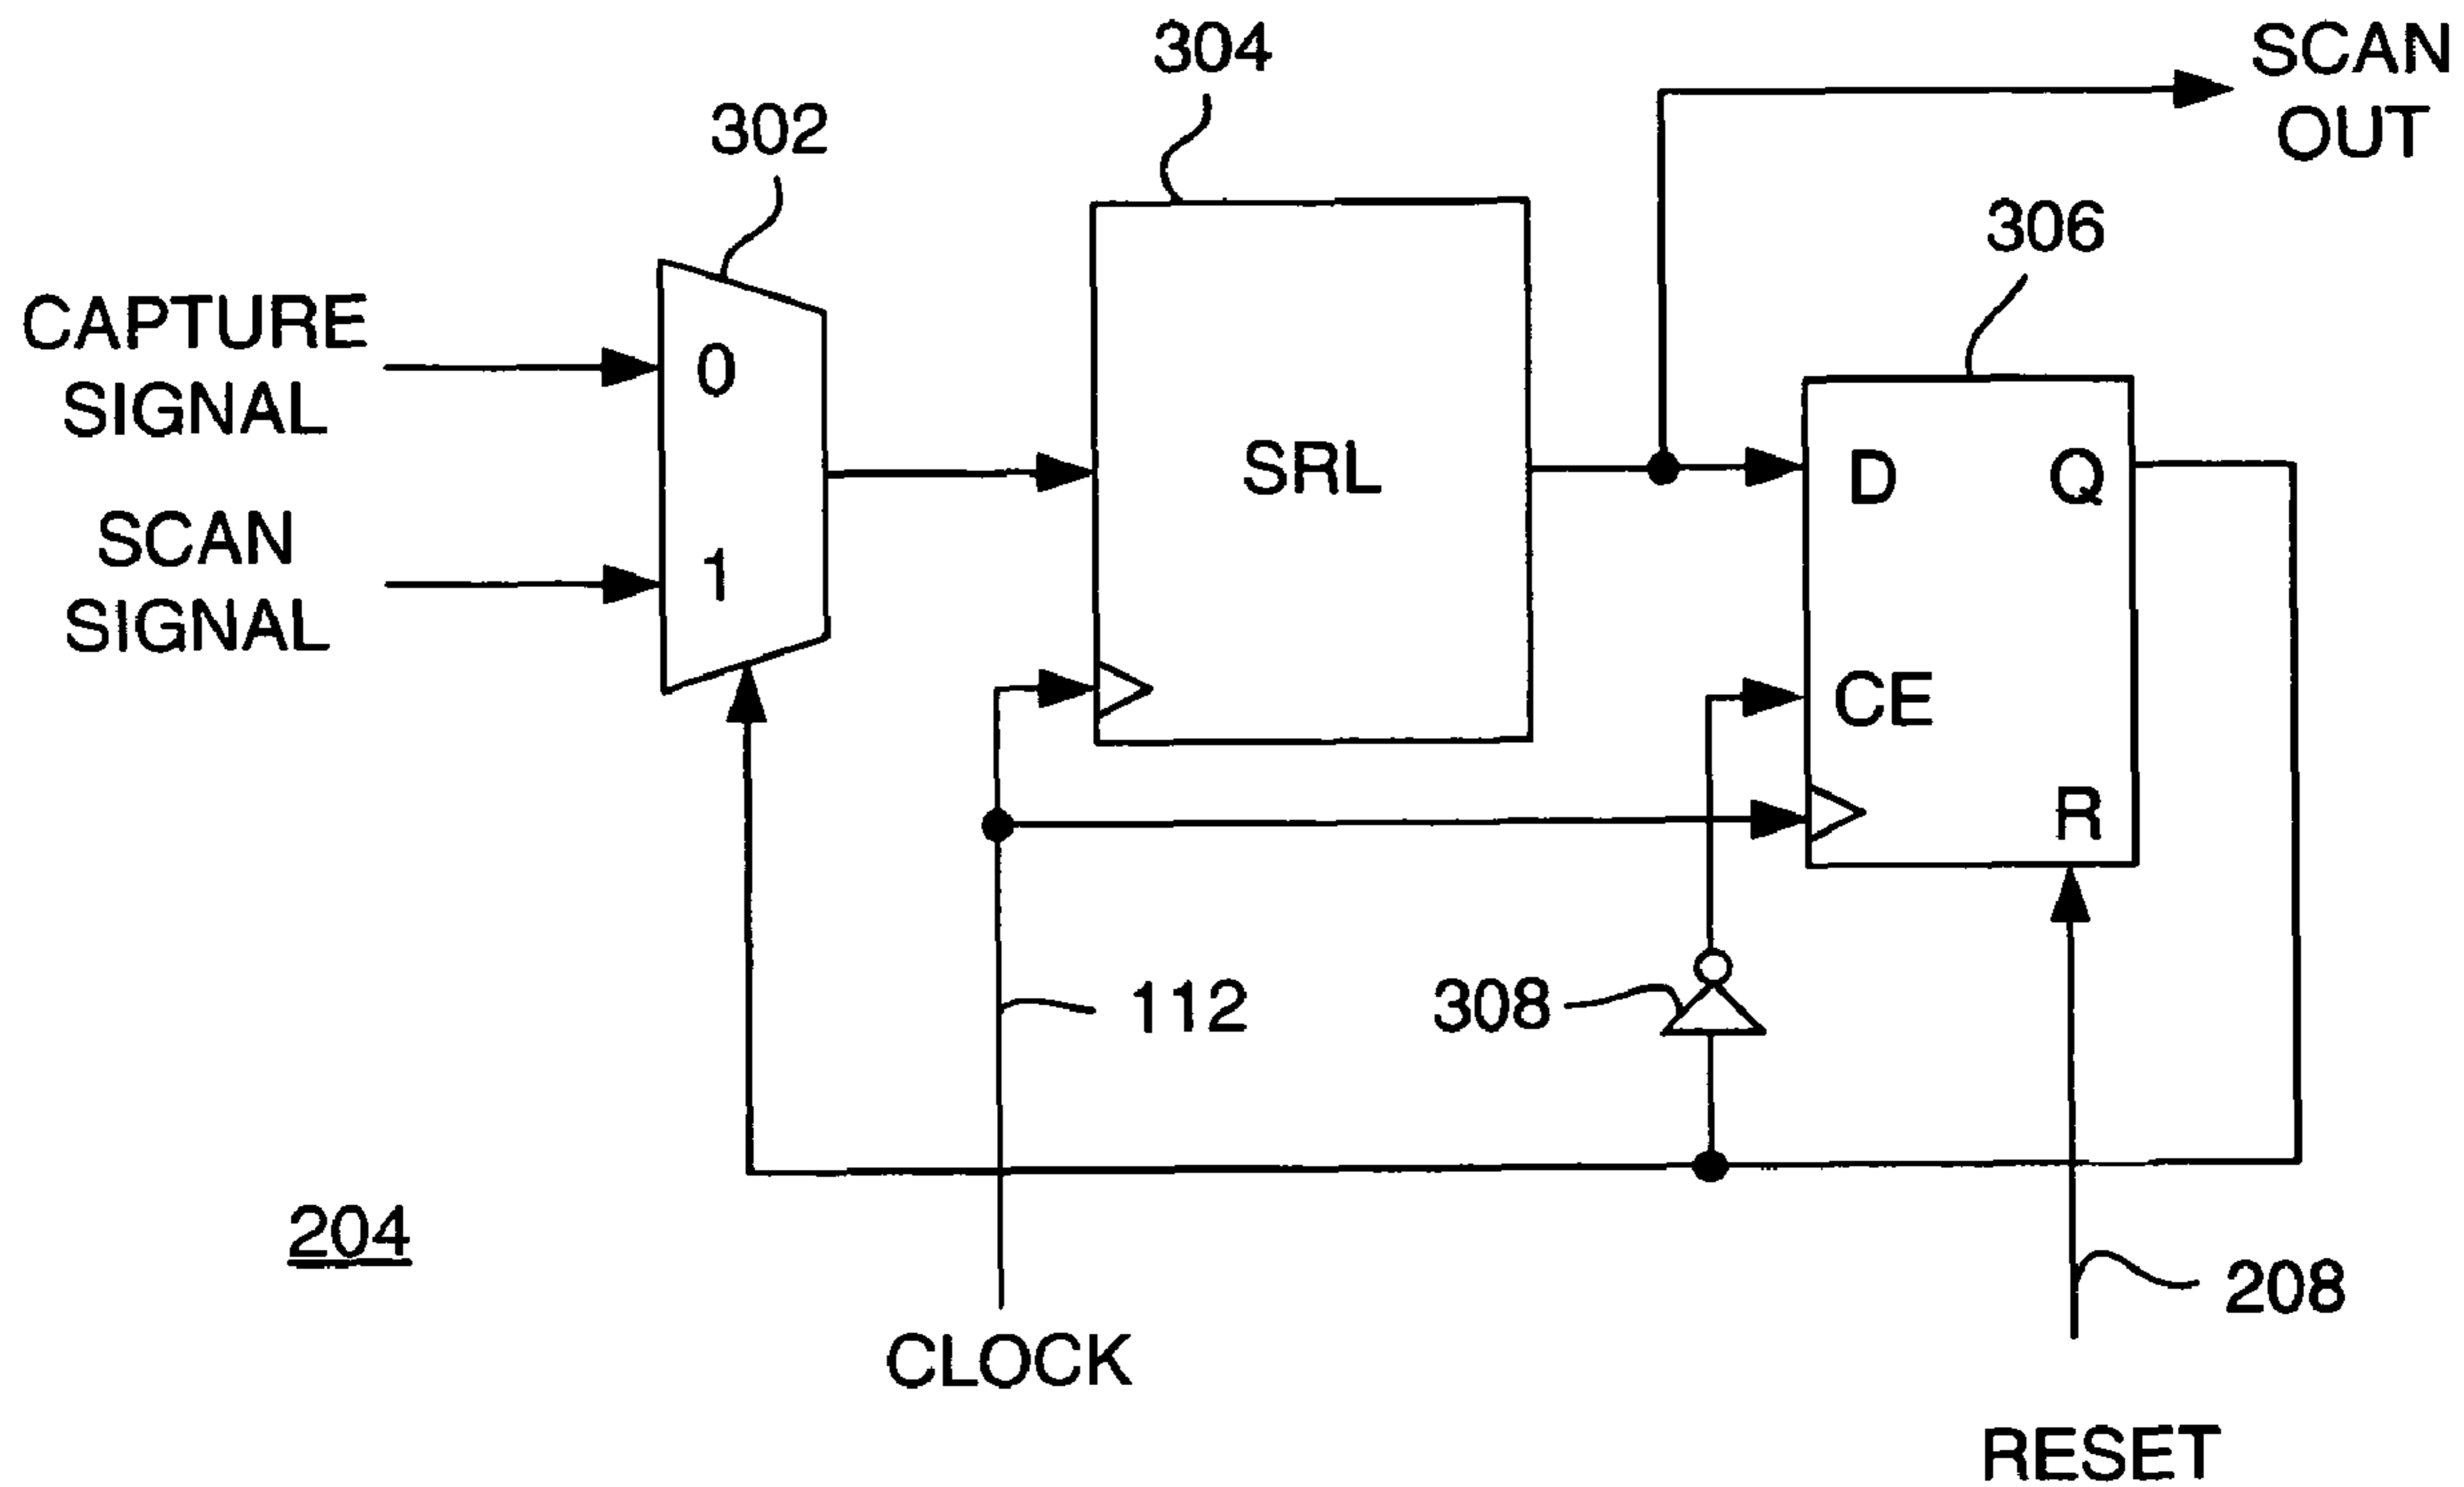 304
SCAN
OUT
302
306
CAPTURE
SIGNAL
0
SRL
D
Q
SCAN
SIGNAL
1
CE
R
112
308
204
208
CLOCK
RESET